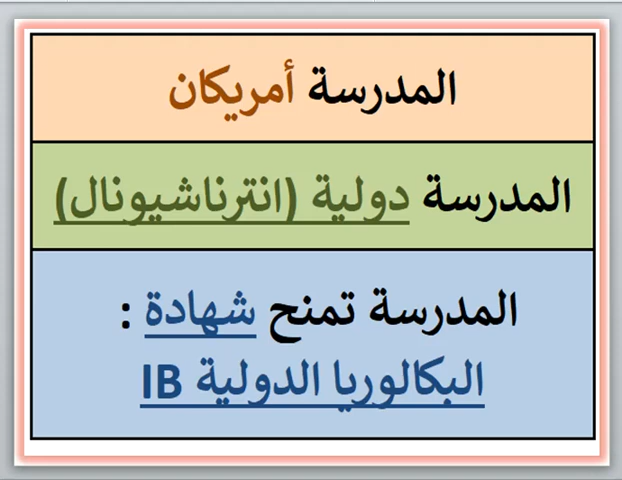 المدرسة أمريكان
المدرسة دولية (انترناشيونال)
المدرسة تمنح شهادة :
البكالوريا الدولية IB